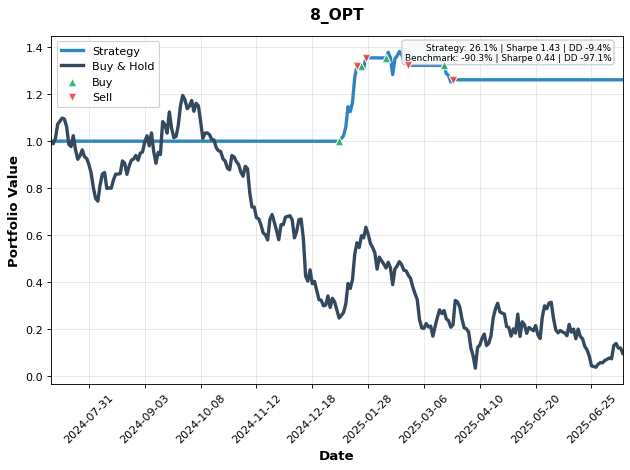 8_OPT
Strategy: 26.1% | Sharpe 1.43 | DD -9.4%
Benchmark: -90.3% | Sharpe 0.44 | DD -97.1%
Strategy
Buy & Hold
Buy
Sell
Portfolio Value
1.4
1.2
1.0
0.8
0.6
0.4
0.2
0.0
2024-07-31
2024-09-03
2024-10-08
2024-11-12
2024-12-18
2025-01-28
2025-03-06
2025-04-10
2025-05-20
2025-06-25
Date